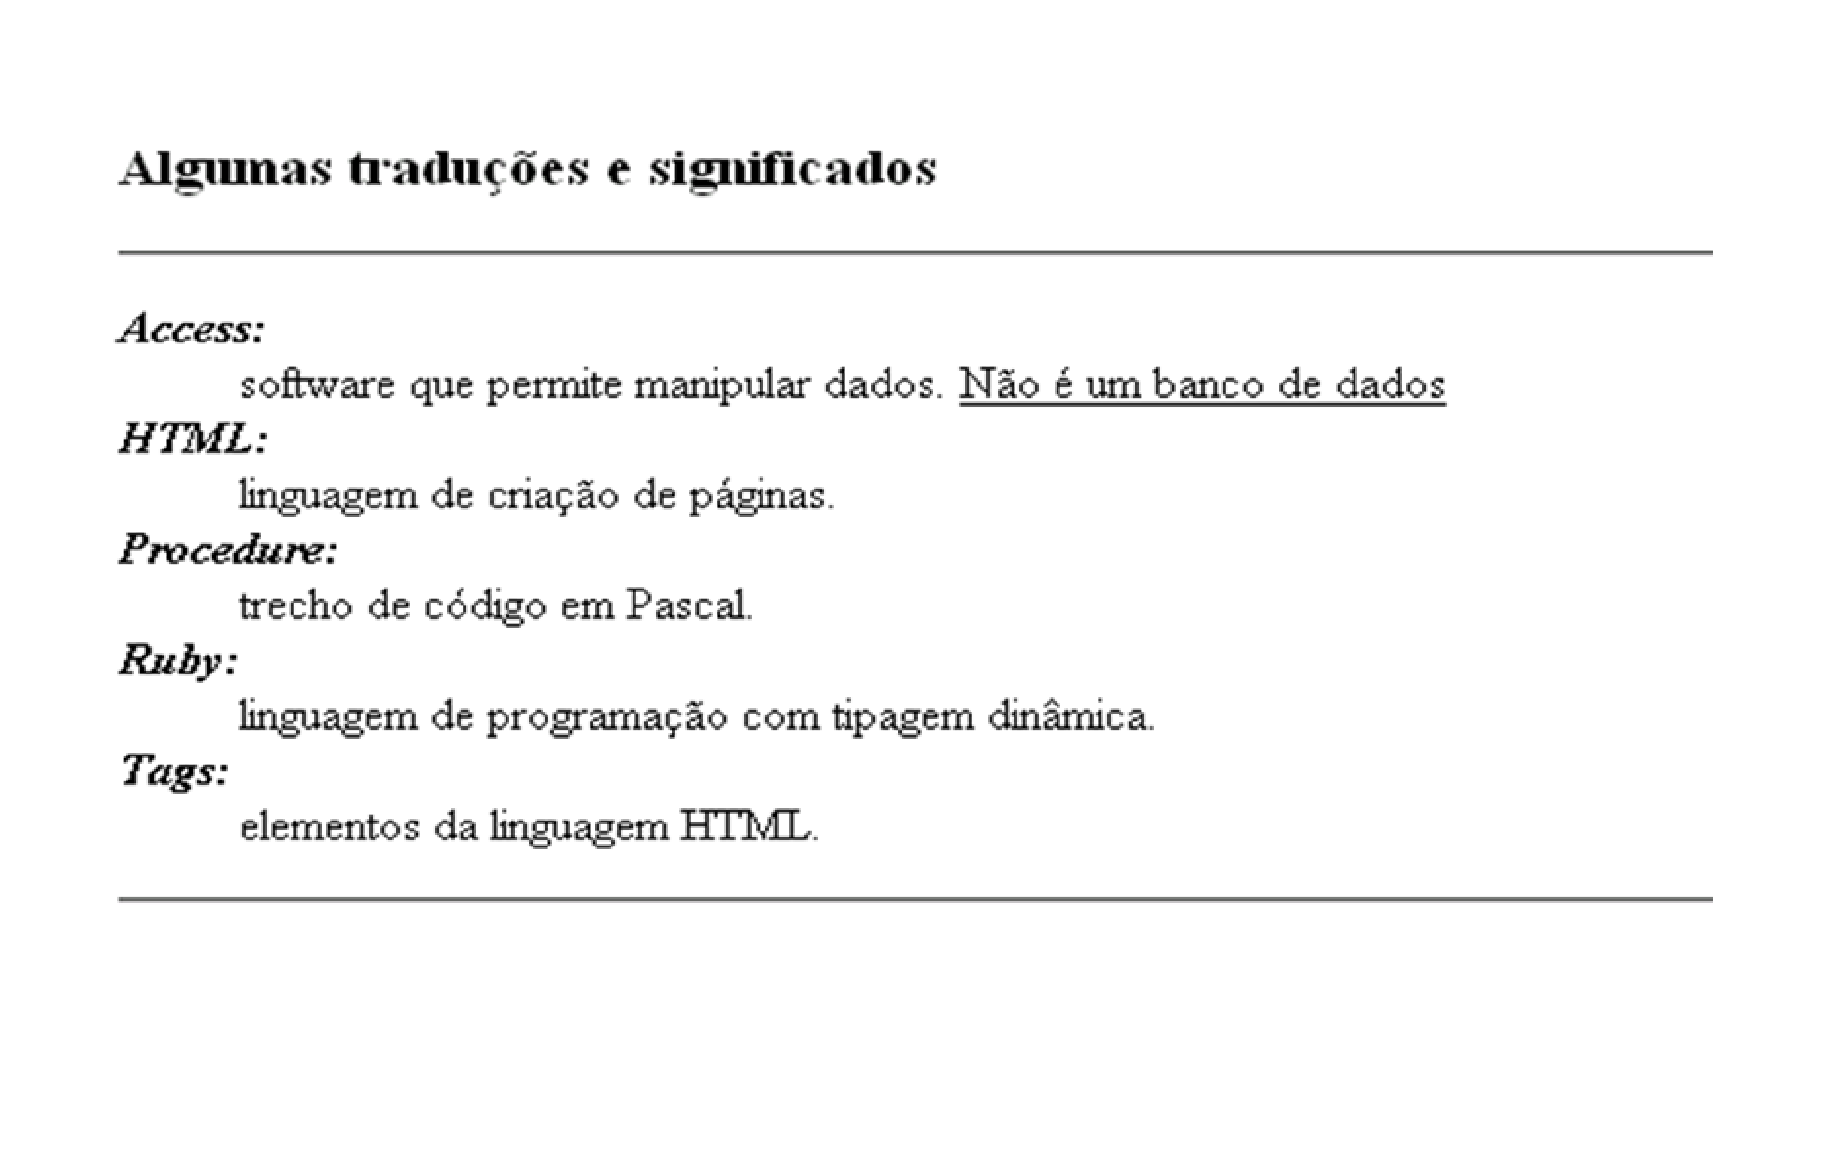 Algumas traduções e significados
Access:
software que permite manipular dados. Não é um banco de dados
HTML:
linguagem de criação de páginas.
Procedure:
trecho de código em Pascal.
Ruby:
linguagem de programação com tipagem dinâmica.
Tags:
elementos da linguagem HTML.